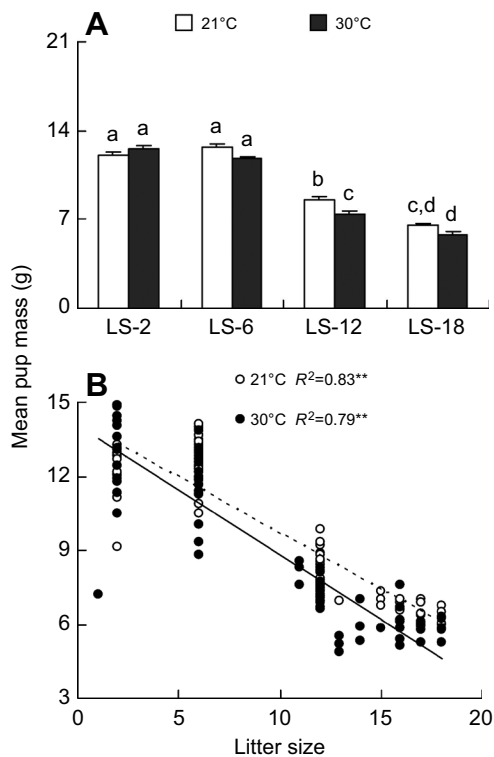 A
21°C 30°C
21
14
7
0
a a a a b c c,d d
LS-2 LS-6 LS-12 LS-18
Mean pup mass (g)
B
21°C R²=0.83**
30°C R²=0.79**
15
12
9
6
3
0 5 10 15 20
Litter size